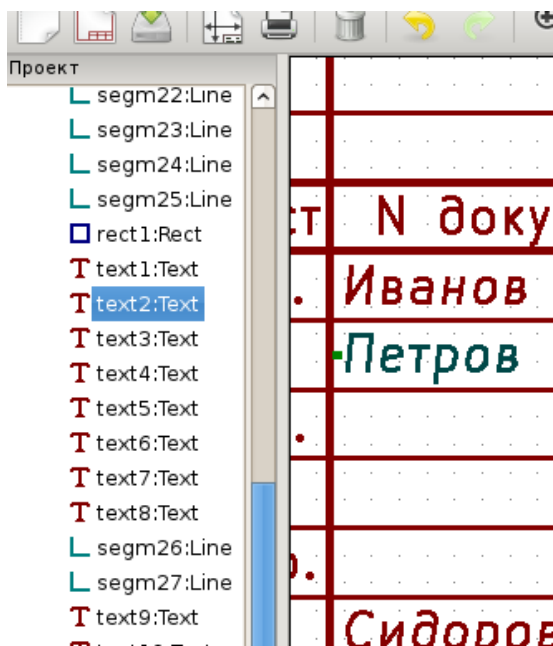 Проект
segm22:Line
segm23:Line
segm24:Line
segm25:Line
rect1:Rect
text1:Text
text2:Text
text3:Text
text4:Text
text5:Text
text6:Text
text7:Text
text8:Text
segm26:Line
segm27:Line
text9:Text
N доку
Иванов
Петров
Сидоров